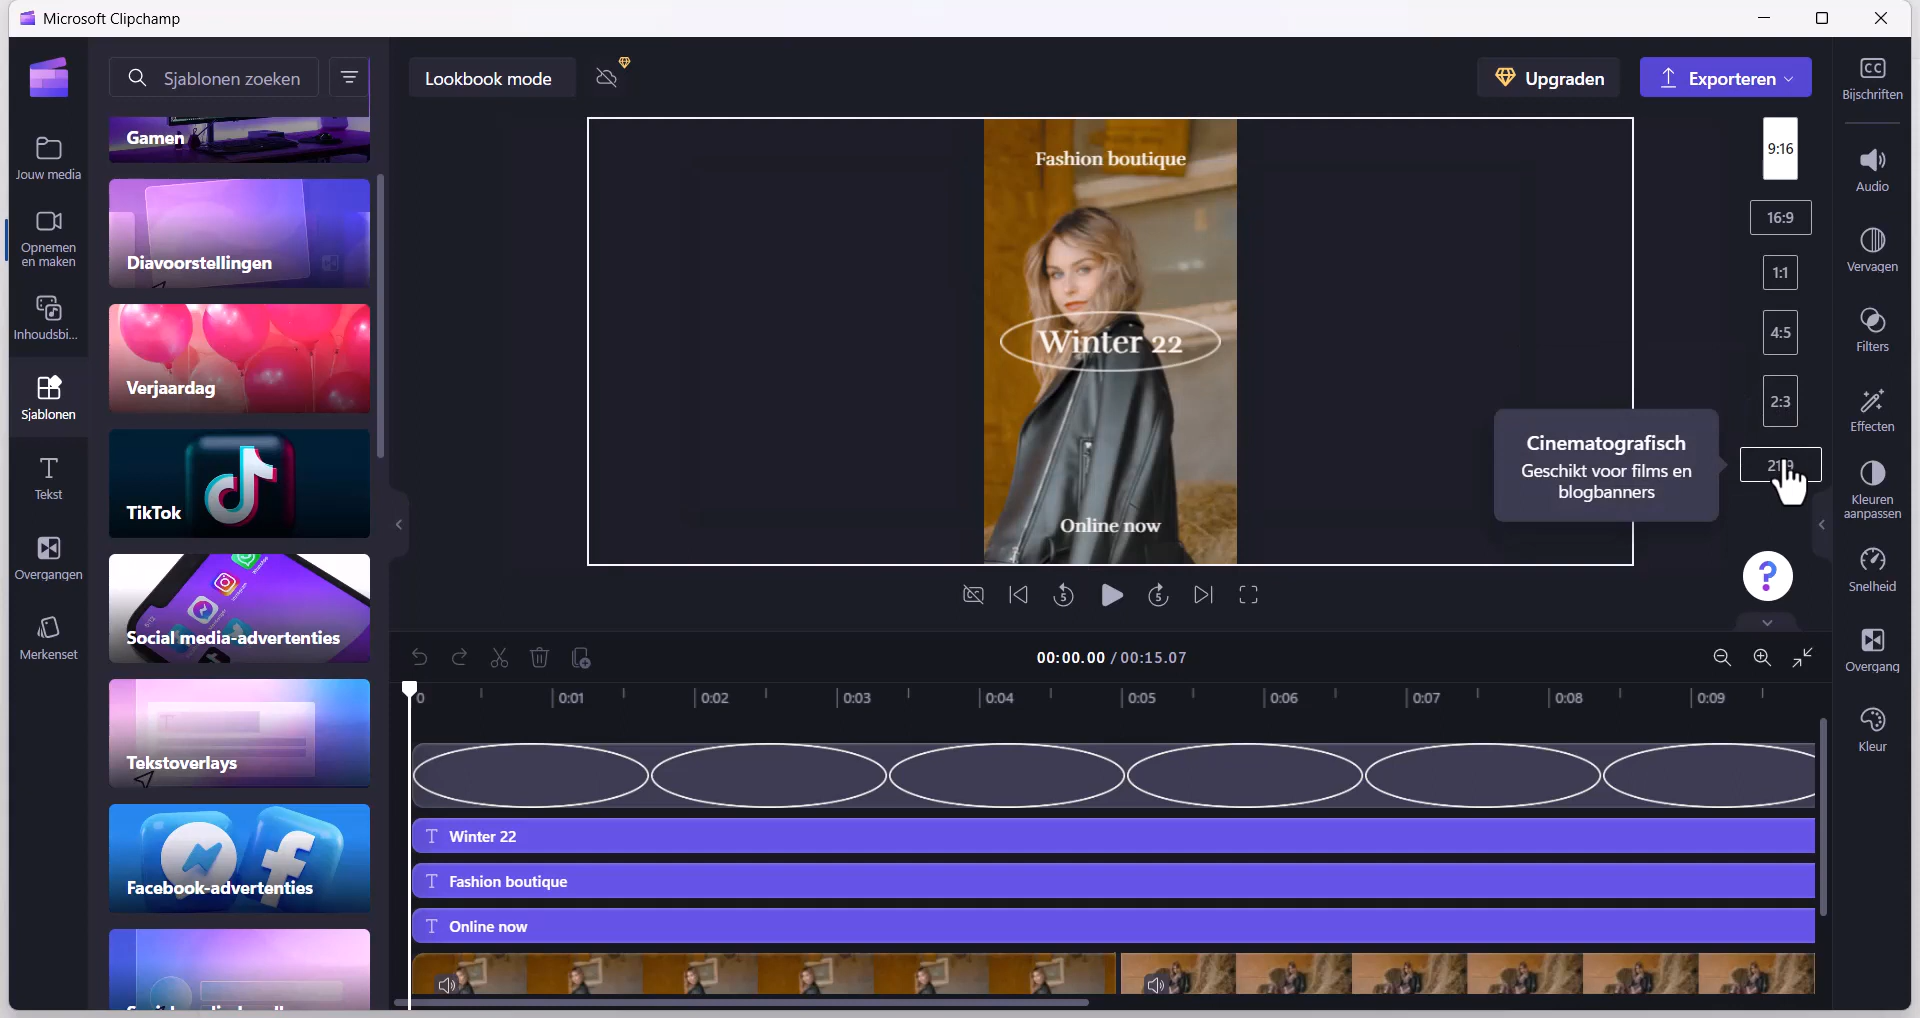 Microsoft Clipchamp
Jouw media
Opnemen
en maken
Inhoudsbi...
Sjablonen
Tekst
Overgangen
Merkenset
Sjablonen zoeken
Gamen
Diavoorstellingen
Verjaardag
TikTok
Social media-advertenties
Tekstoverlays
Facebook-advertenties
Lookbook mode
Upgraden
Exporteren
Fashion boutique
Winter 22
Online now
9:16
16:9
1:1
4:5
2:3
Cinematografisch
Geschikt voor films en
blogbanners
?
CC
Bijschriften
Audio
Vervagen
Filters
Effecten
Kleuren
aanpassen
Snelheid
Overgang
Kleur
5
5
00:00.00 / 00:15.07
0
0:01
0:02
0:03
0:04
0:05
0:06
0:07
0:08
0:09
T Winter 22
T Fashion boutique
T Online now